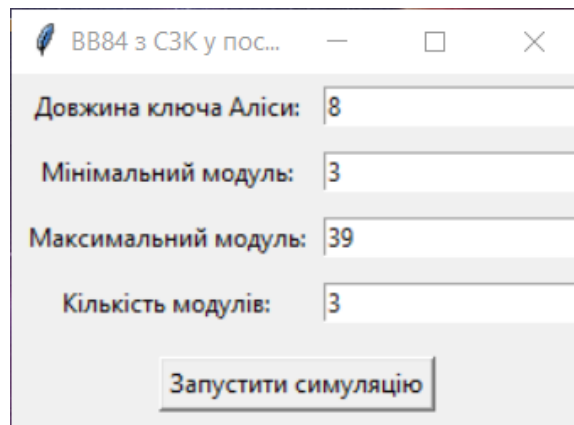 BB84 з СЗК у пос...
Довжина ключа Аліси: 8
Мінімальний модуль: 3
Максимальний модуль: 39
Кількість модулів: 3
Запустити симуляцію